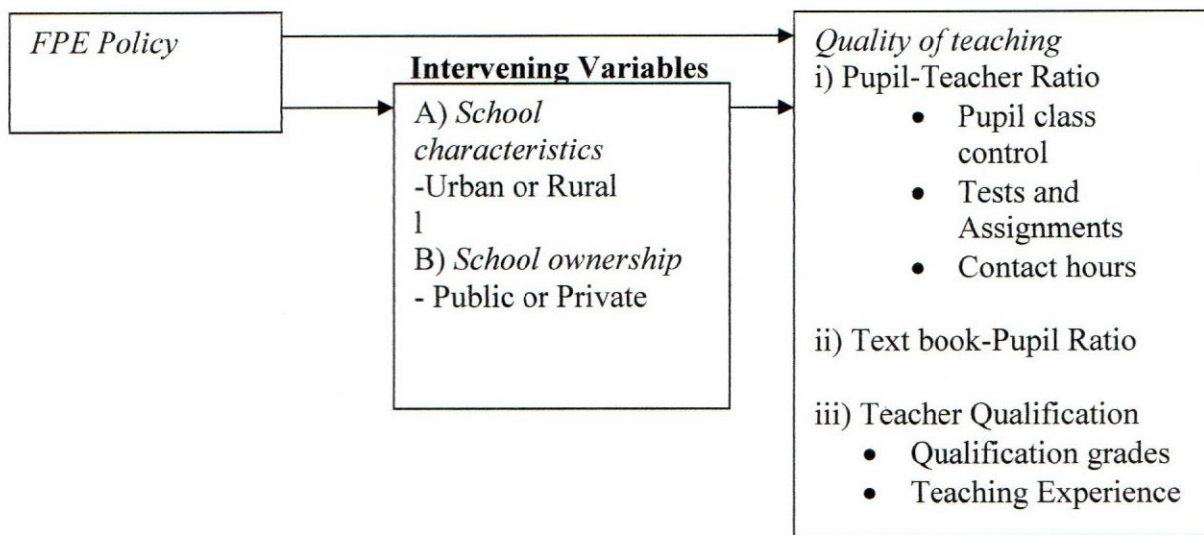 FPE Policy
Intervening Variables
A) School
characteristics
-Urban or Rural
l
B) School ownership
- Public or Private
Quality of teaching
i) Pupil-Teacher Ratio
• Pupil class
control
• Tests and
Assignments
• Contact hours
ii) Text book-Pupil Ratio
iii) Teacher Qualification
• Qualification grades
• Teaching Experience